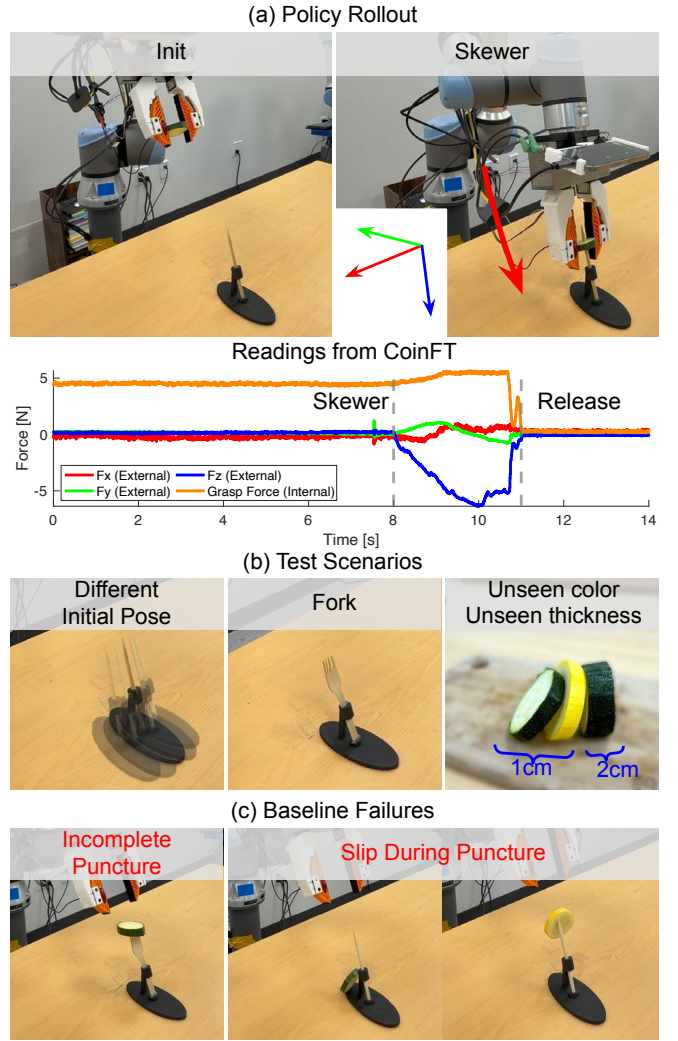 (a) Policy Rollout
Init
Skewer
Readings from CoinFT
5
0
-5
Force [N]
Skewer
Release
Fx (External)
Fz (External)
Fy (External)
Grasp Force (Internal)
0
2
4
6
8
10
12
14
Time [s]
(b) Test Scenarios
Different
Initial Pose
Fork
Unseen color
Unseen thickness
1cm
2cm
(c) Baseline Failures
Incomplete
Puncture
Slip During Puncture